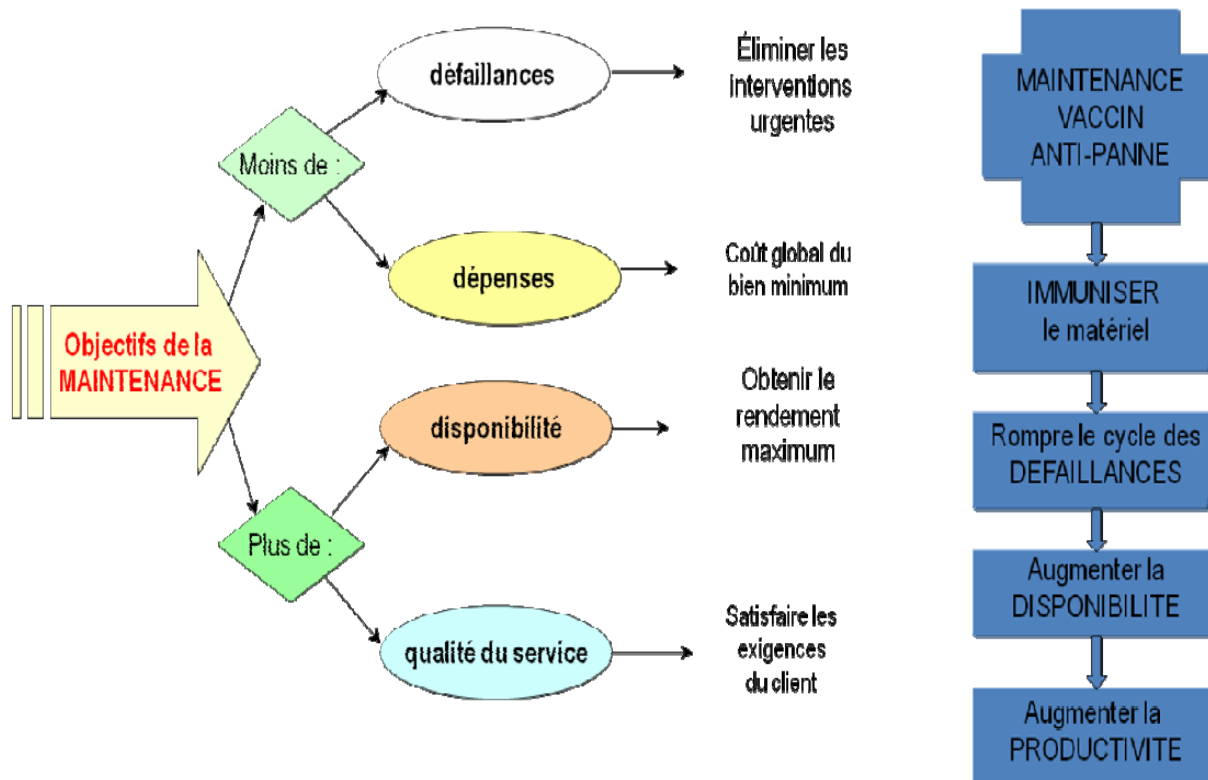 défaillances
Éliminer les
interventions
urgentes
Moins de :
dépenses
Coût global du
bien minimum
Objectifs de la
MAINTENANCE
disponibilité
Obtenir le
rendement
maximum
Plus de :
qualité du service
Satisfaire les
exigences
du client
MAINTENANCE
VACCIN
ANTI-PANNE
IMMUNISER
le matériel
Rompre le cycle des
DEFAILLANCES
Augmenter la
DISPONIBILITE
Augmenter la
PRODUCTIVITE